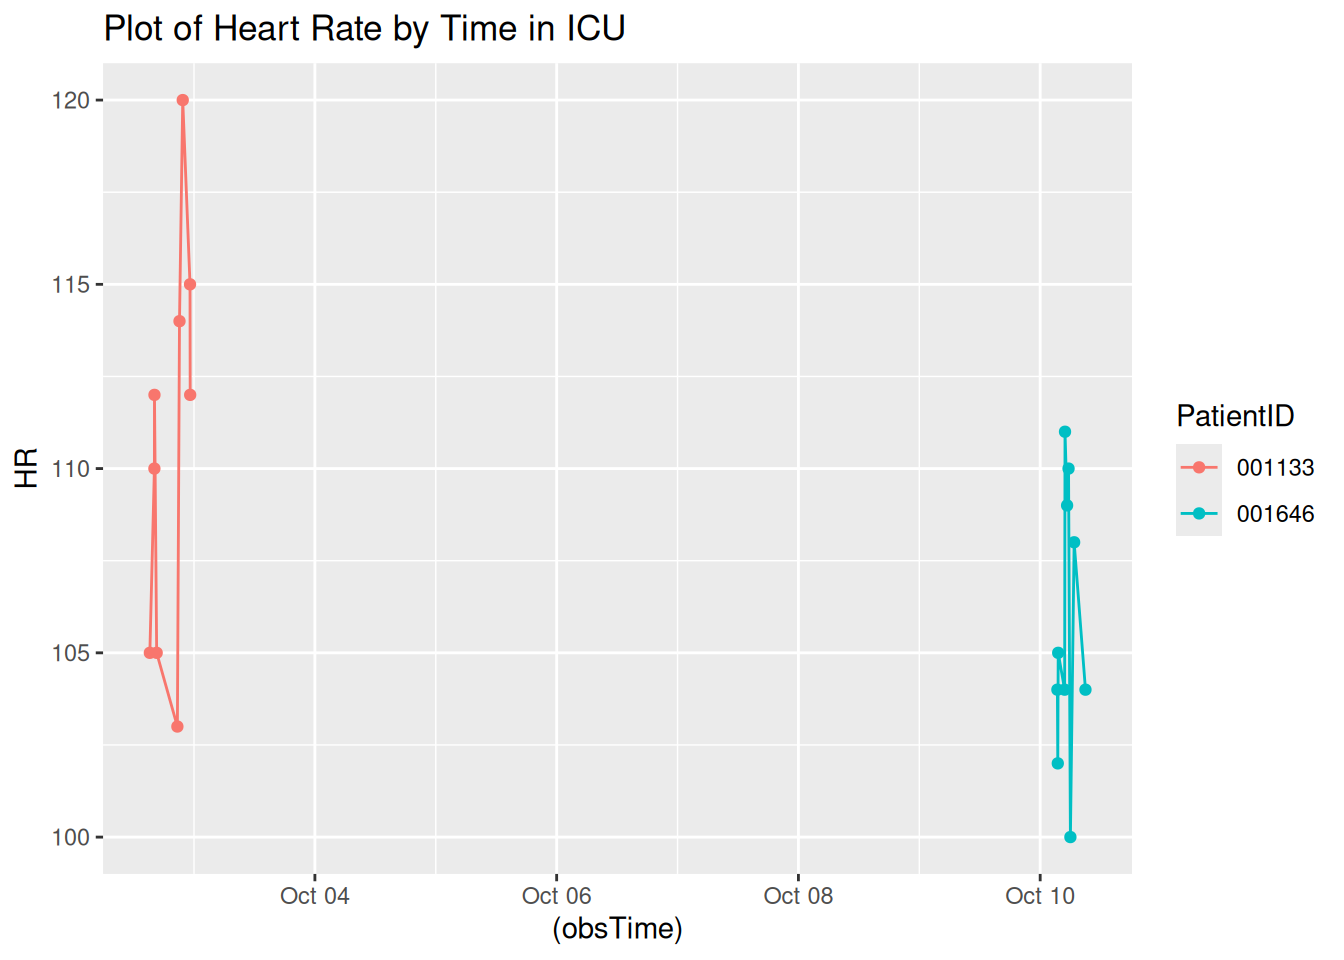 Plot of Heart Rate by Time in ICU
120
115
110
105
100
HR
Oct 04
Oct 06
Oct 08
Oct 10
(obsTime)
PatientID
001133
001646